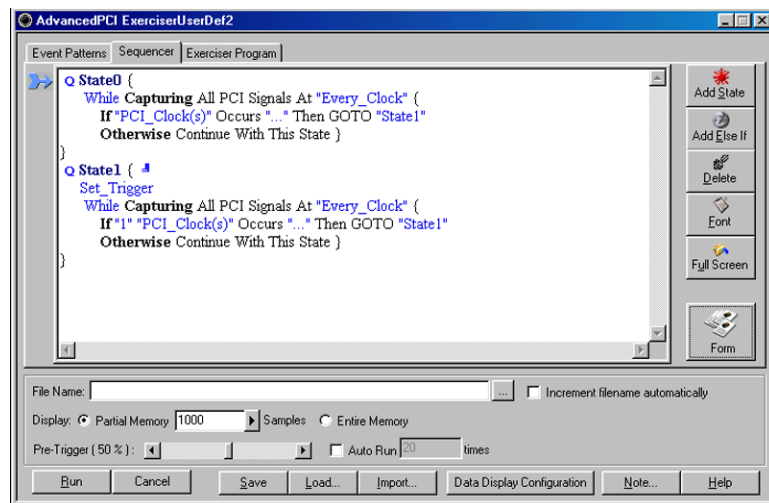 AdvancedPCI ExerciserUserDef2
Event Patterns Sequencer Exerciser Program
Q State0 {
While Capturing All PCI Signals At "Every_Clock" {
If "PCI_Clock(s)" Occurs "..." Then GOTO "State1"
Otherwise Continue With This State }
}
Q State1 {
Set_Trigger
While Capturing All PCI Signals At "Every_Clock" {
If "1" "PCI_Clock(s)" Occurs "..." Then GOTO "State1"
Otherwise Continue With This State }
}
Add State
Add Else If
Delete
Font
Full Screen
Form
File Name: ... Increment filename automatically
Display: Partial Memory 1000 Samples Entire Memory
Pre-Trigger ( 50 % ) : Auto Run 20 times
Run Cancel Save Load... Import... Data Display Configuration Note... Help